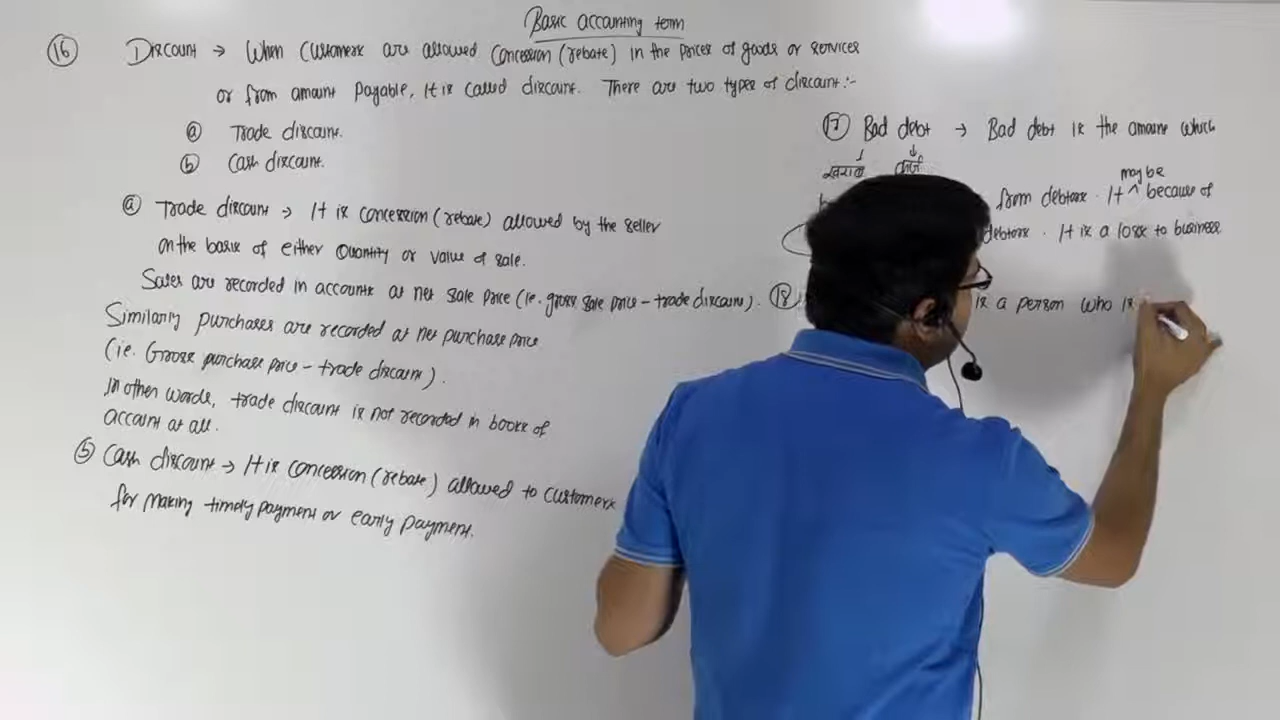 Basic accounting term
16 Discount → When customers are allowed concession (rebate) in the prices of goods or services
or from amount payable, It is called discount. There are two types of discount:-
a Trade discount.
b Cash discount.
a Trade discount → It is concession (rebate) allowed by the seller
on the basis of either Quantity or value of sale.
Sales are recorded in accounts at net sale price (i.e. gross sale price - trade discount).
Similarly purchases are recorded at net purchase price
(i.e. Gross purchase price - trade discount).
In other words, trade discount is not recorded in books of
account at all.
b Cash discount → It is concession (rebate) allowed to customers
for making timely payment or early payment.
17 Bad debt → Bad debt is the amount which
खराब कर्ज
may be
from debtors. It ^ because of
debtors. It is a loss to business
18 is a person who is